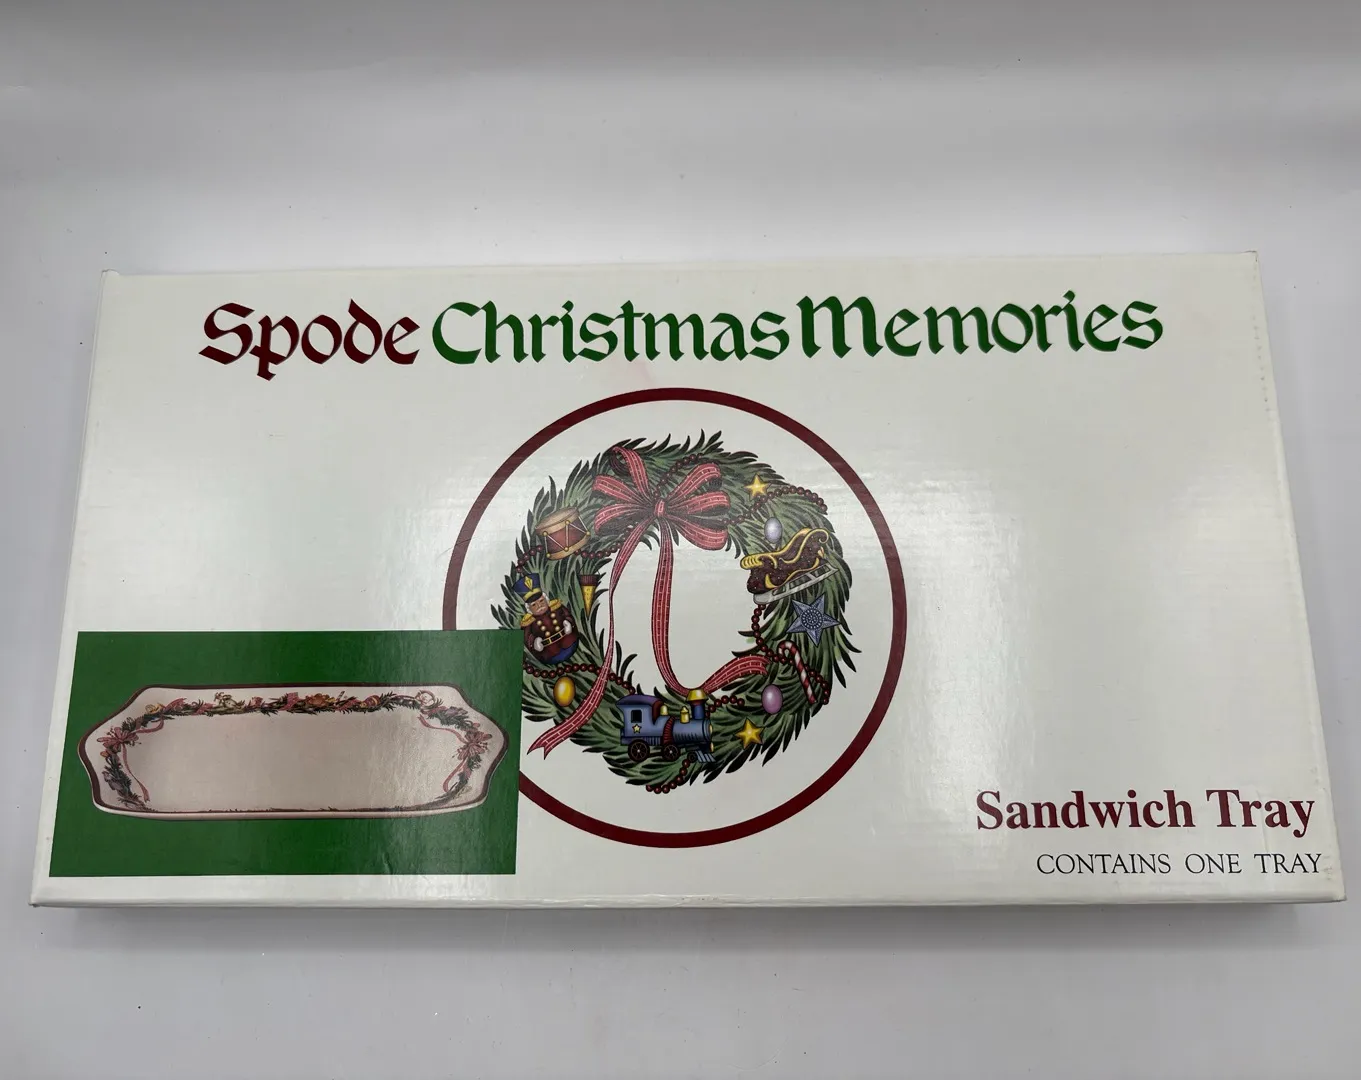 Spode Christmas Memories
Sandwich Tray
CONTAINS ONE TRAY